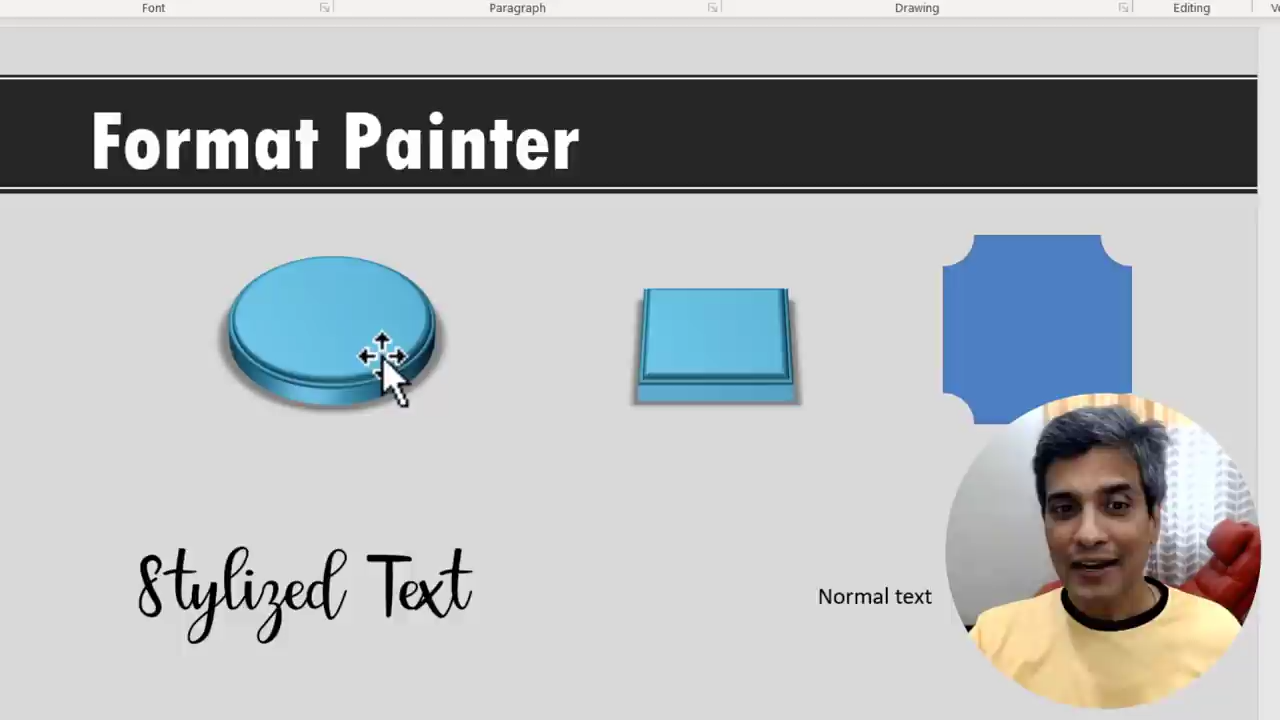 Font
Paragraph
Drawing
Editing
Format Painter
Stylized Text
Normal text